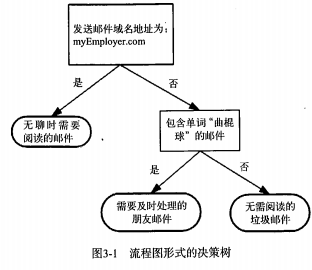 发送邮件域名地址为:
myEmployer.com
是
否
无聊时需要
阅读的邮件
包含单词“曲棍
球”的邮件
是
否
需要及时处理的
朋友邮件
无需阅读的
垃圾邮件
图3-1 流程图形式的决策树